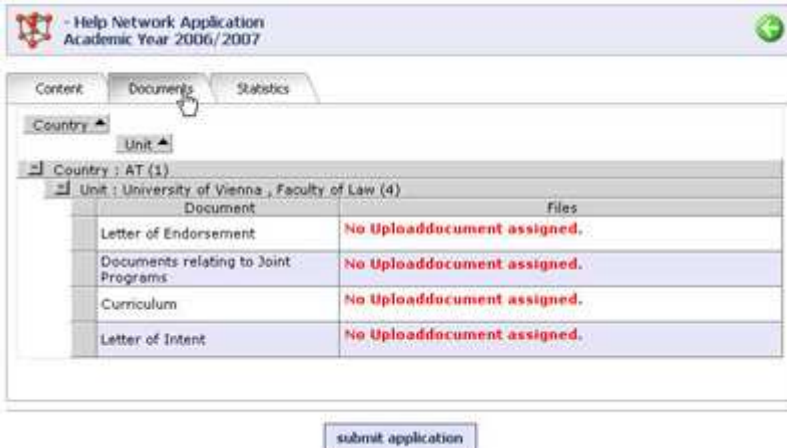 - Help Network Application
Academic Year 2006/2007
Content Documents Statistics
Country
Unit
Country : AT (1)
Unit : University of Vienna , Faculty of Law (4)
Document Files
Letter of Endorsement No Uploaddocument assigned.
Documents relating to Joint
Programs No Uploaddocument assigned.
Curriculum No Uploaddocument assigned.
Letter of Intent No Uploaddocument assigned.
submit application